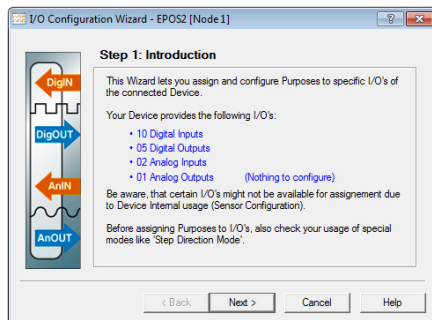 I/O Configuration Wizard - EPOS2 [Node 1]
Step 1: Introduction
DigIN
DigOUT
AnIN
AnOUT
This Wizard lets you assign and configure Purposes to specific I/O's of
the connected Device.
Your Device provides the following I/O's:
• 10 Digital Inputs
• 05 Digital Outputs
• 02 Analog Inputs
• 01 Analog Outputs (Nothing to configure)
Be aware, that certain I/O's might not be available for assignement due
to Device Internal usage (Sensor Configuration).
Before assigning Purposes to I/O's, also check your usage of special
modes like 'Step Direction Mode'.
< Back Next > Cancel Help